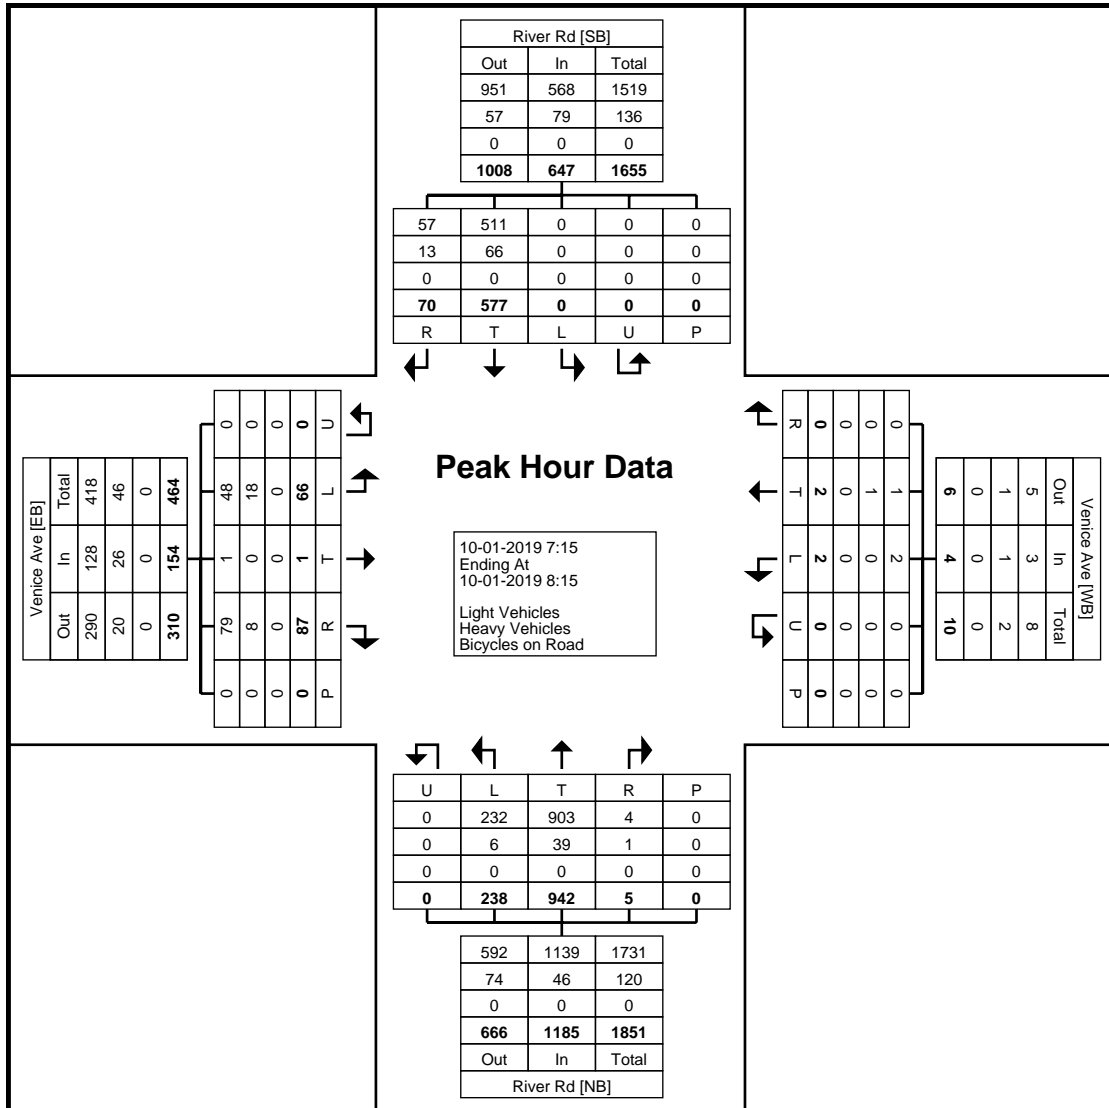 River Rd [SB]
Out In Total
951 568 1519
57 79 136
0 0 0
1008 647 1655
57 511 0 0 0
13 66 0 0 0
0 0 0 0 0
70 577 0 0 0
R T L U P
Venice Ave [EB]
Total In Out
418 128 290
46 26 20
0 0 0
464 154 310
0 48 1 79 0
0 18 0 8 0
0 0 0 0 0
0 66 1 87 0
U L T R P
Peak Hour Data
10-01-2019 7:15
Ending At
10-01-2019 8:15
Light Vehicles
Heavy Vehicles
Bicycles on Road
Venice Ave [WB]
Out In Total
5 3 8
1 1 2
0 0 0
6 4 10
0 1 2 0 0
0 1 0 0 0
0 0 0 0 0
0 2 2 0 0
R T L U P
U L T R P
0 232 903 4 0
0 6 39 1 0
0 0 0 0 0
0 238 942 5 0
592 1139 1731
74 46 120
0 0 0
666 1185 1851
Out In Total
River Rd [NB]